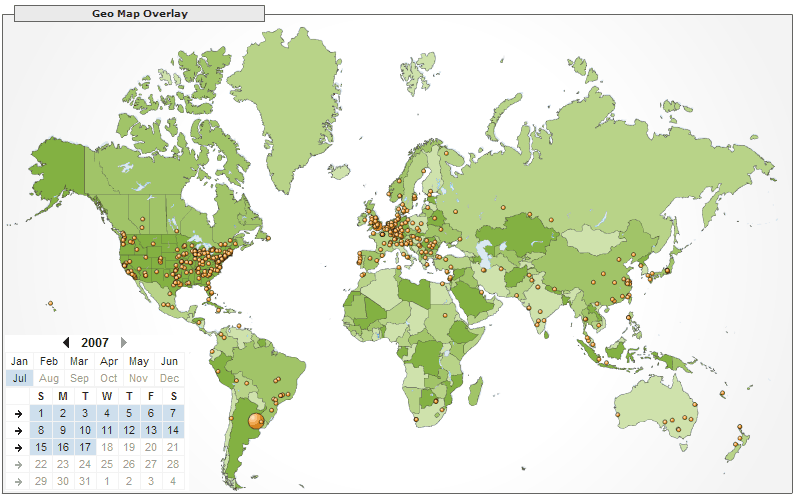 Geo Map Overlay
2007
Jan Feb Mar Apr May Jun
Jul Aug Sep Oct Nov Dec
S M T W T F S
1 2 3 4 5 6 7
8 9 10 11 12 13 14
15 16 17 18 19 20 21
22 23 24 25 26 27 28
29 30 31 1 2 3 4